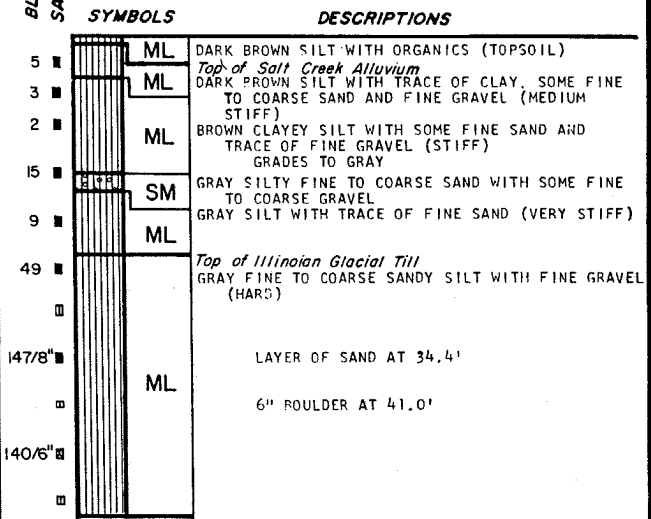 BL
SA
SYMBOLS DESCRIPTIONS
ML DARK BROWN SILT WITH ORGANICS (TOPSOIL)
5 Top of Salt Creek Alluvium
ML DARK BROWN SILT WITH TRACE OF CLAY, SOME FINE
3 TO COARSE SAND AND FINE GRAVEL (MEDIUM
STIFF)
2 BROWN CLAYEY SILT WITH SOME FINE SAND AND
ML TRACE OF FINE GRAVEL (STIFF)
GRADES TO GRAY
15
GRAY SILTY FINE TO COARSE SAND WITH SOME FINE
SM TO COARSE GRAVEL
9 GRAY SILT WITH TRACE OF FINE SAND (VERY STIFF)
ML
Top of Illinoian Glacial Till
49 GRAY FINE TO COARSE SANDY SILT WITH FINE GRAVEL
(HARD)
147/8" LAYER OF SAND AT 34.4'
ML
6" BOULDER AT 41.0'
140/6"